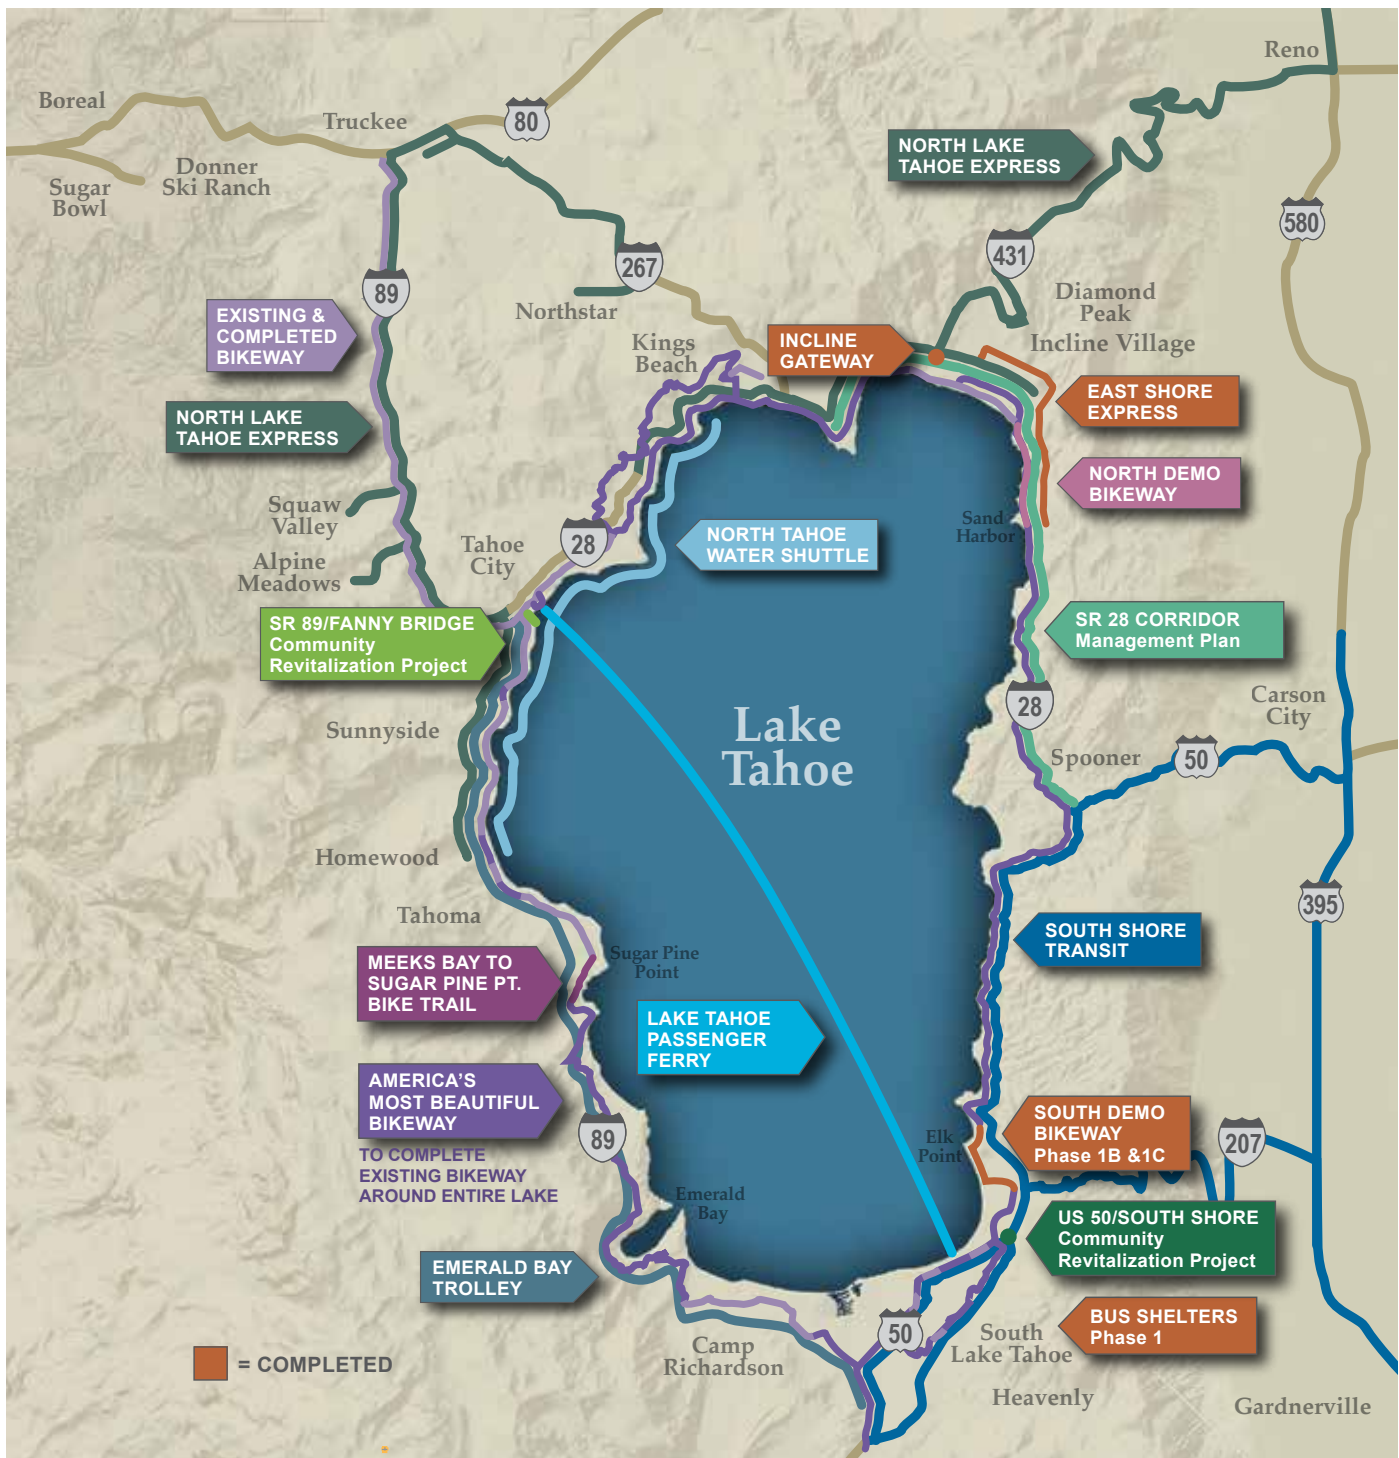 Reno
Boreal
Truckee
80
Donner
Ski Ranch
Sugar
Bowl
NORTH LAKE
TAHOE EXPRESS
580
431
267
89
Northstar
Diamond
Peak
Incline Village
EXISTING &
COMPLETED
BIKEWAY
Kings
Beach
INCLINE
GATEWAY
EAST SHORE
EXPRESS
NORTH LAKE
TAHOE EXPRESS
NORTH DEMO
BIKEWAY
Squaw
Valley
Sand
Harbor
Tahoe
City
28
NORTH TAHOE
WATER SHUTTLE
Alpine
Meadows
SR 89/FANNY BRIDGE
Community
Revitalization Project
SR 28 CORRIDOR
Management Plan
28
Carson
City
Sunnyside
Lake
Tahoe
Spooner
50
Homewood
395
Tahoma
SOUTH SHORE
TRANSIT
MEEKS BAY TO
SUGAR PINE PT.
BIKE TRAIL
Sugar Pine
Point
LAKE TAHOE
PASSENGER
FERRY
AMERICA'S
MOST BEAUTIFUL
BIKEWAY
TO COMPLETE
EXISTING BIKEWAY
AROUND ENTIRE LAKE
89
Elk
Point
SOUTH DEMO
BIKEWAY
Phase 1B &1C
207
Emerald
Bay
US 50/SOUTH SHORE
Community
Revitalization Project
EMERALD BAY
TROLLEY
BUS SHELTERS
Phase 1
50
South
Lake Tahoe
Camp
Richardson
= COMPLETED
Heavenly
Gardnerville